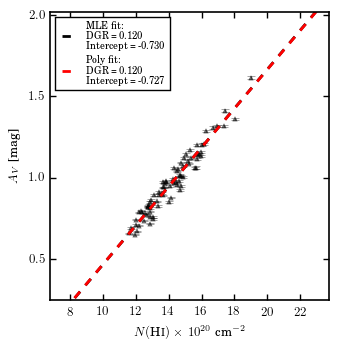 2.0
1.5
1.0
0.5
A_V [mag]
MLE fit:
DGR = 0.120
Intercept = -0.730
Poly fit:
DGR = 0.120
Intercept = -0.727
8 10 12 14 16 18 20 22
N(HI) × 10^20 cm^−2